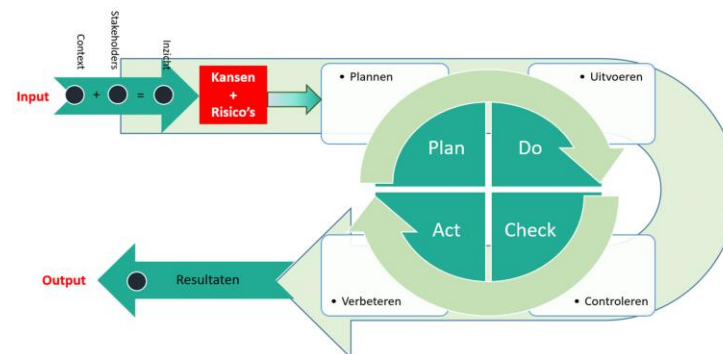 Context
Stakeholders
Inzicht
Input
+
=
Kansen
+
Risico's
• Plannen
• Uitvoeren
Plan
Do
Act
Check
Output
Resultaten
• Verbeteren
• Controleren